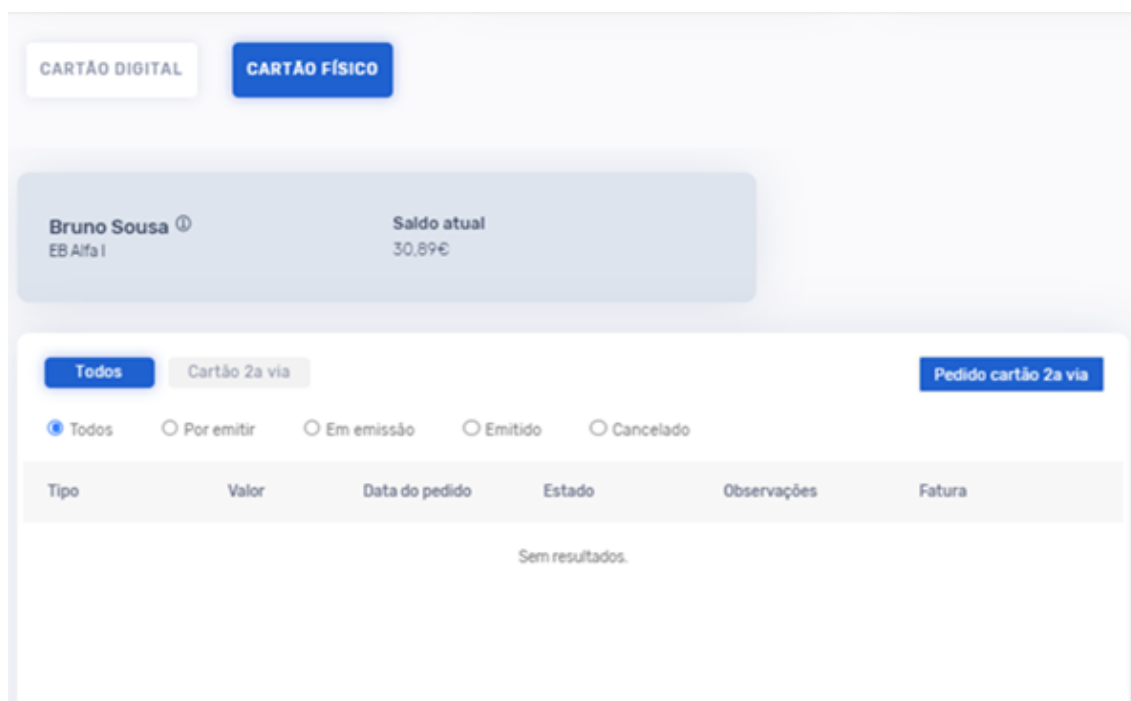 CARTÃO DIGITAL CARTÃO FÍSICO
Bruno Sousa Saldo atual
EB Alfa I 30,89€
Todos Cartão 2a via Pedido cartão 2a via
Todos Por emitir Em emissão Emitido Cancelado
Tipo Valor Data do pedido Estado Observações Fatura
Sem resultados.